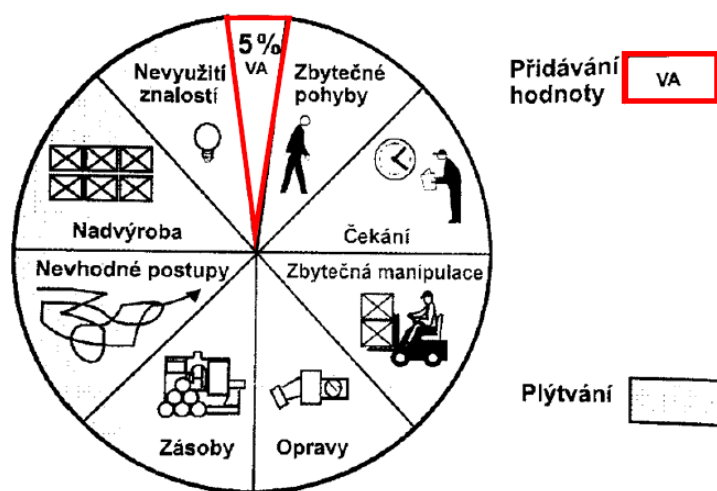 5%
VA
Nevyužití
znalostí
Zbytečné
pohyby
Nadvýroba
Čekání
Nevhodné postupy
Zbytečná manipulace
Zásoby
Opravy
Přidávání
hodnoty
VA
Plýtvání